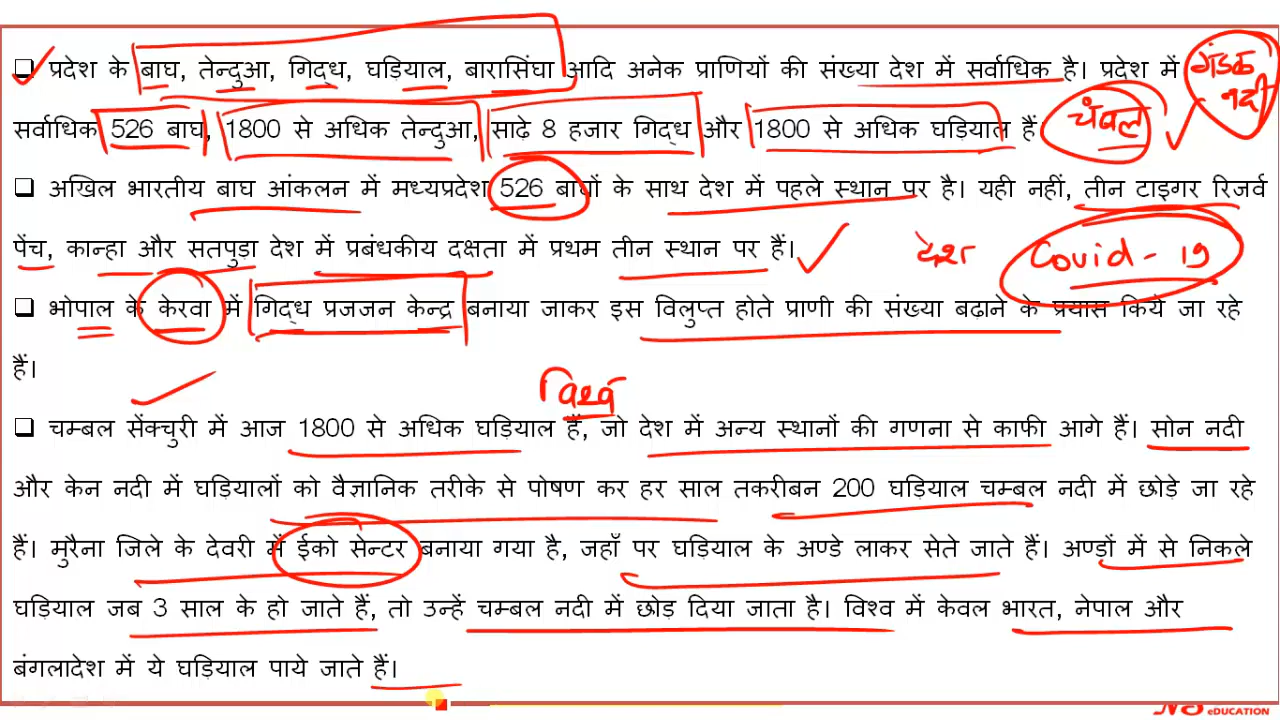 ❑ प्रदेश के बाघ, तेन्दुआ, गिद्ध, घड़ियाल, बारासिंघा आदि अनेक प्राणियों की संख्या देश में सर्वाधिक है। प्रदेश में
गंडक
नदी
सर्वाधिक 526 बाघ, 1800 से अधिक तेन्दुआ, साढ़े 8 हजार गिद्ध और 1800 से अधिक घड़ियाल हैं
चंबल
❑ अखिल भारतीय बाघ आंकलन में मध्यप्रदेश 526 बाघों के साथ देश में पहले स्थान पर है। यही नहीं, तीन टाइगर रिजर्व
पेंच, कान्हा और सतपुड़ा देश में प्रबंधकीय दक्षता में प्रथम तीन स्थान पर हैं।
देश Covid - 19
❑ भोपाल के केरवा में गिद्ध प्रजजन केन्द्र बनाया जाकर इस विलुप्त होते प्राणी की संख्या बढ़ाने के प्रयास किये जा रहे
हैं।
विश्व
❑ चम्बल सेंक्चुरी में आज 1800 से अधिक घड़ियाल हैं, जो देश में अन्य स्थानों की गणना से काफी आगे हैं। सोन नदी
और केन नदी में घड़ियालों को वैज्ञानिक तरीके से पोषण कर हर साल तकरीबन 200 घड़ियाल चम्बल नदी में छोड़े जा रहे
हैं। मुरैना जिले के देवरी में ईको सेन्टर बनाया गया है, जहाँ पर घड़ियाल के अण्डे लाकर सेते जाते हैं। अण्डों में से निकले
घड़ियाल जब 3 साल के हो जाते हैं, तो उन्हें चम्बल नदी में छोड़ दिया जाता है। विश्व में केवल भारत, नेपाल और
बंगलादेश में ये घड़ियाल पाये जाते हैं।
eDUCATION